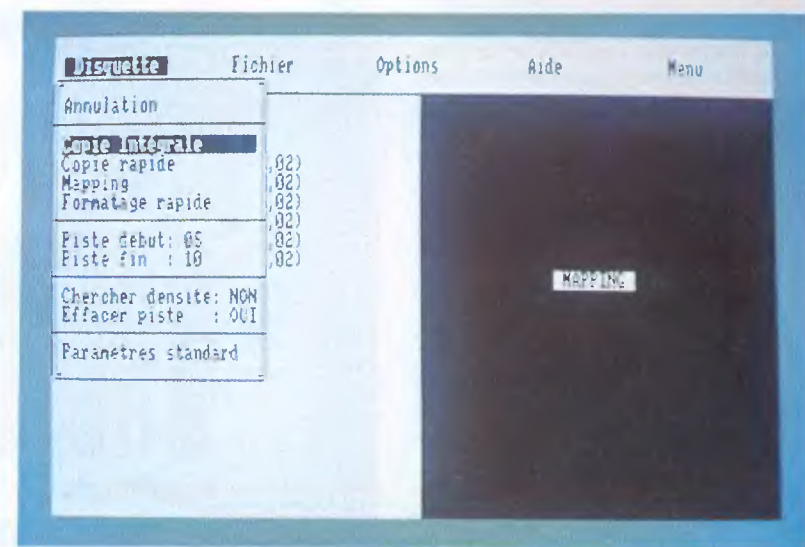 Disquette Fichier Options Aide Menu
Annulation
Copie Intégrale
Copie rapide ,02)
Mapping ,02)
Formatage rapide ,02)
,02)
Piste debut: 05 ,02)
Piste fin : 10 ,02)
MAPPING
Chercher densite: NON
Effacer piste : OUI
Parametres standard